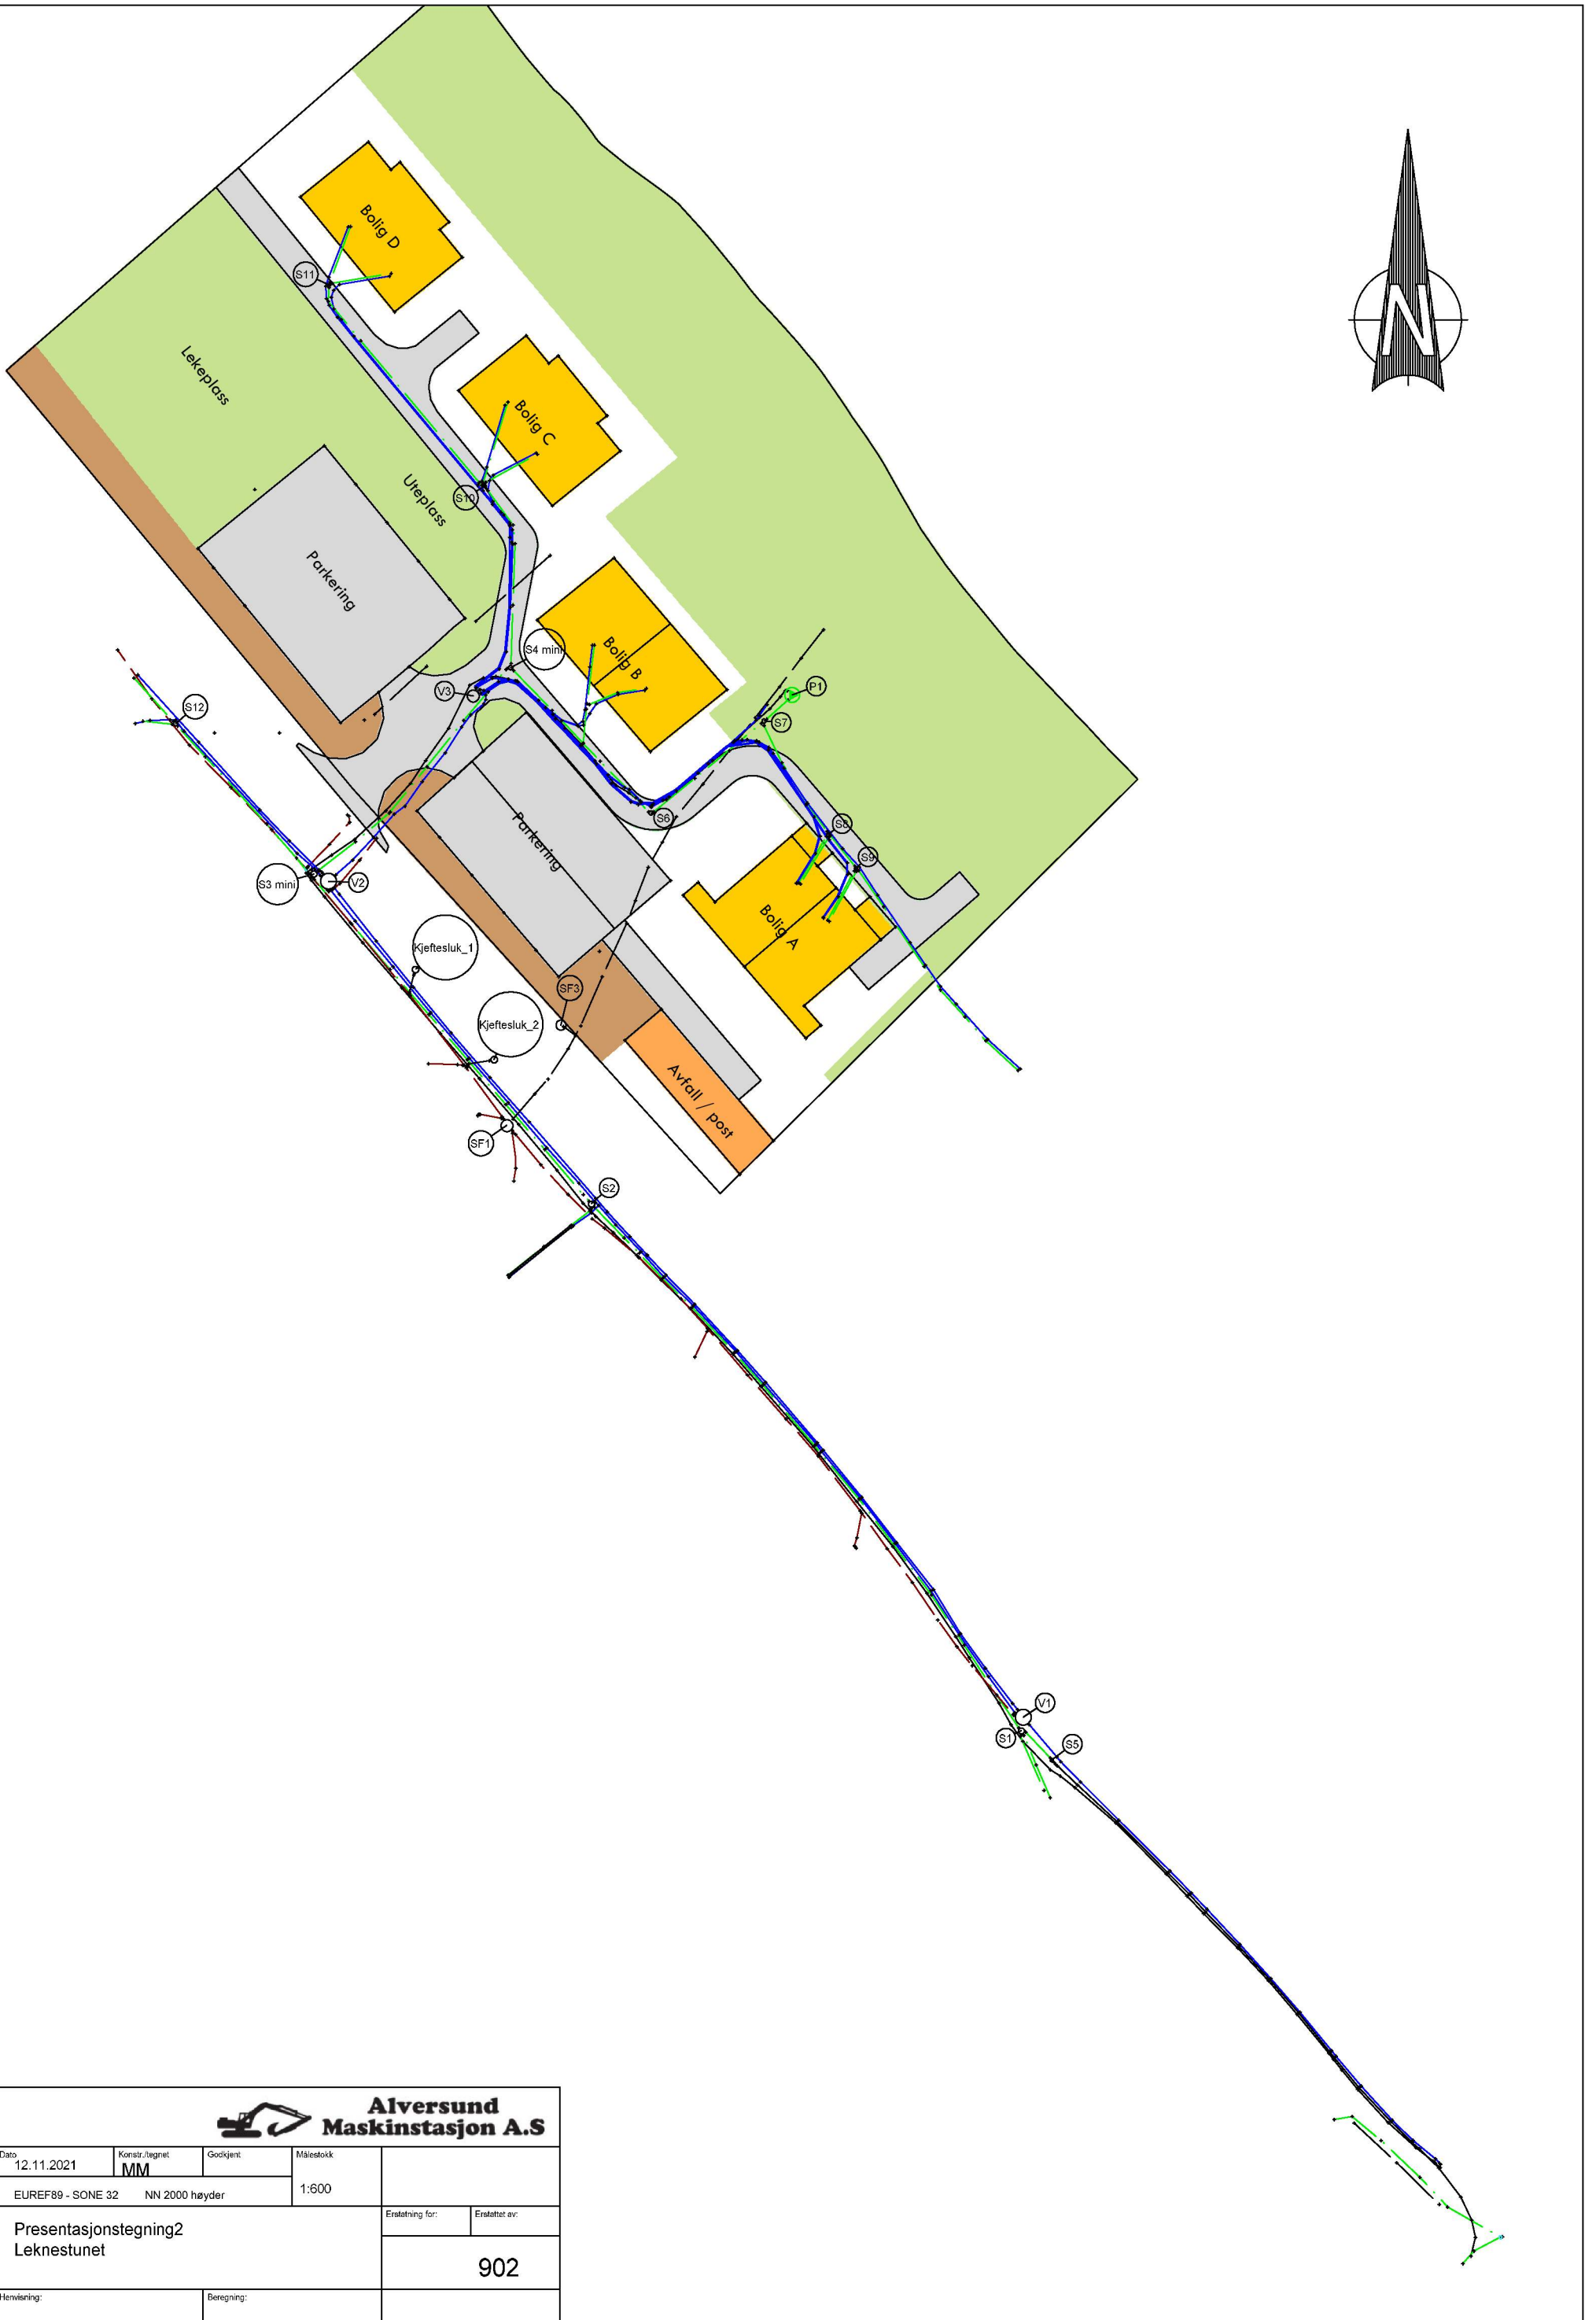 N
Bolig D
S11
Lekeplass
Bolig C
S10
Uteplass
Parkering
S4 mini
Bolig B
V3
P1
S7
S12
S6
S8
S9
Parkering
S3 mini
V2
Bolig A
Kjeftesluk_1
SF3
Kjeftesluk_2
Avfall / post
SF1
S2
V1
S1
S5
Alversund
Maskinstasjon A.S
Dato
12.11.2021
Konstr./tegnet
MM
Godkjent
Målestokk
1:600
EUREF89 - SONE 32 NN 2000 høyder
Presentasjonstegning2
Leknestunet
Erstatning for:
Erstattet av:
902
Henvisning:
Beregning: